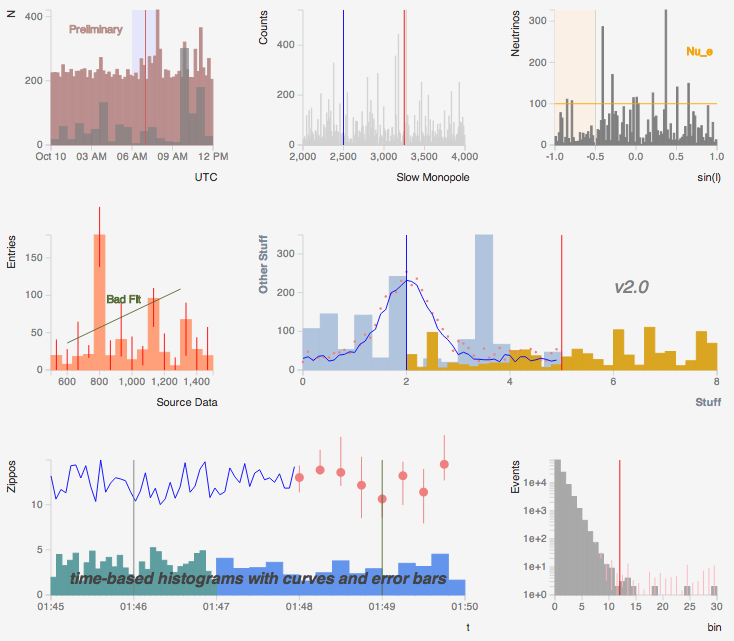 N
400
200
0
Preliminary
Oct 10 03 AM 06 AM 09 AM 12 PM
UTC
Counts
400
200
0
2,000 2,500 3,000 3,500 4,000
Slow Monopole
Neutrinos
300
200
100
0
Nu_e
-1.0 -0.5 0.0 0.5 1.0
sin(l)
Entries
150
100
50
0
Bad Fit
600 800 1,000 1,200 1,400
Source Data
Other Stuff
300
200
100
0
v2.0
0 2 4 6 8
Stuff
Zippos
10
5
0
time-based histograms with curves and error bars
01:45 01:46 01:47 01:48 01:49 01:50
t
Events
1e+4
1e+3
1e+2
1e+1
1e+0
0 5 10 15 20 25 30
bin